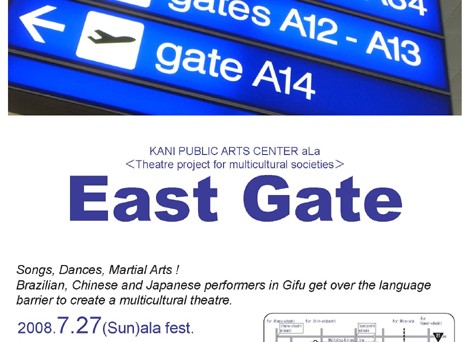 gates A12 - A13
gate A14
KANI PUBLIC ARTS CENTER aLa
＜Theatre project for multicultural societies＞
East Gate
Songs, Dances, Martial Arts !
Brazilian, Chinese and Japanese performers in Gifu get over the language
barrier to create a multicultural theatre.
2008.7.27(Sun)ala fest.